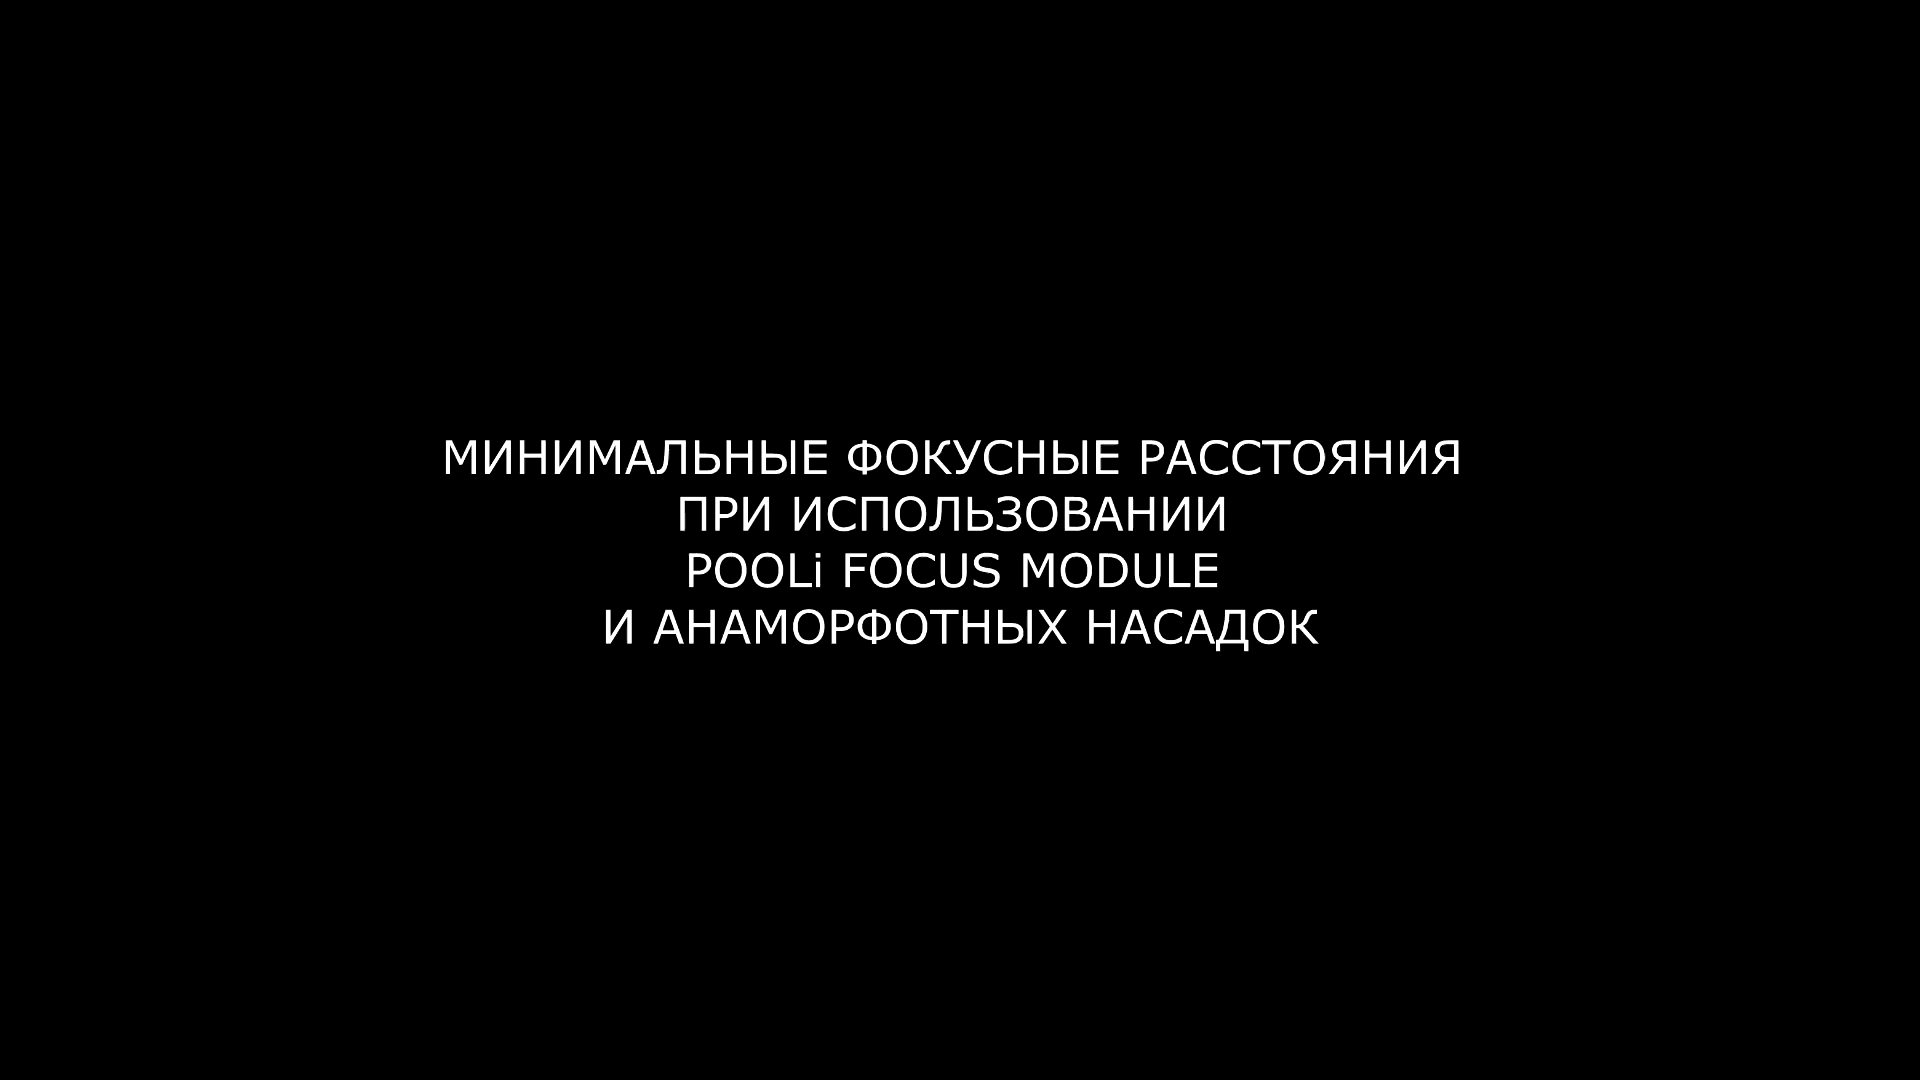 МИНИМАЛЬНЫЕ ФОКУСНЫЕ РАССТОЯНИЯ
ПРИ ИСПОЛЬЗОВАНИИ
POOLi FOCUS MODULE
И АНАМОРФОТНЫХ НАСАДОК